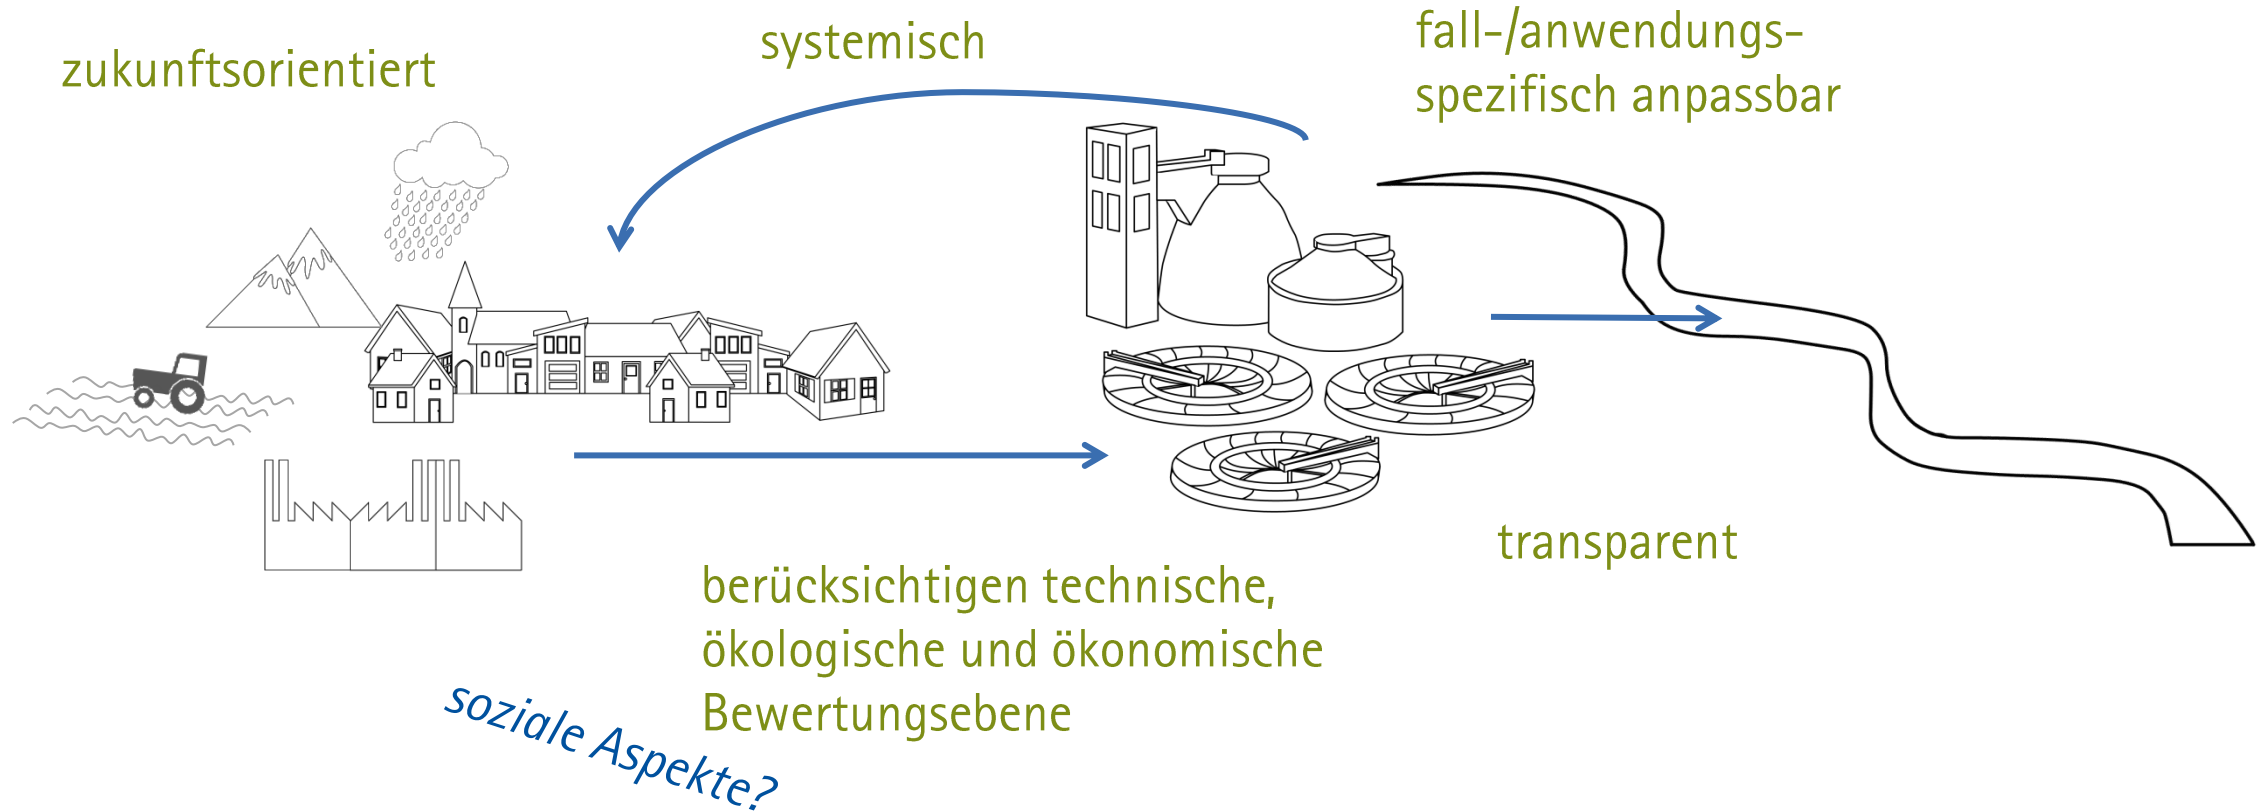 zukunftsorientiert
systemisch
fall-/anwendungs-
spezifisch anpassbar
transparent
berücksichtigen technische,
ökologische und ökonomische
Bewertungsebene
soziale Aspekte?